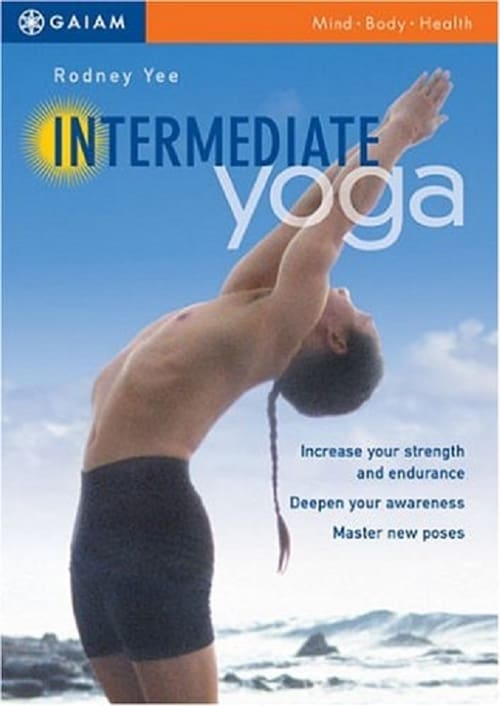 GAIAM
Mind · Body · Health
Rodney Yee
INTERMEDIATE
yoga
Increase your strength
and endurance
Deepen your awareness
Master new poses